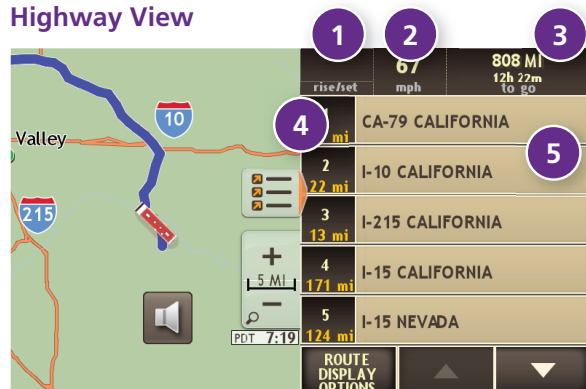 Highway View
1
2
3
67
808 MI
12h 22m
rise/set
mph
to go
10
Valley
4
mi
CA-79 CALIFORNIA
5
2
22 mi
I-10 CALIFORNIA
215
3
13 mi
I-215 CALIFORNIA
+
5 MI
−
4
171 mi
I-15 CALIFORNIA
PDT 7:19
5
124 mi
I-15 NEVADA
ROUTE
DISPLAY
OPTIONS